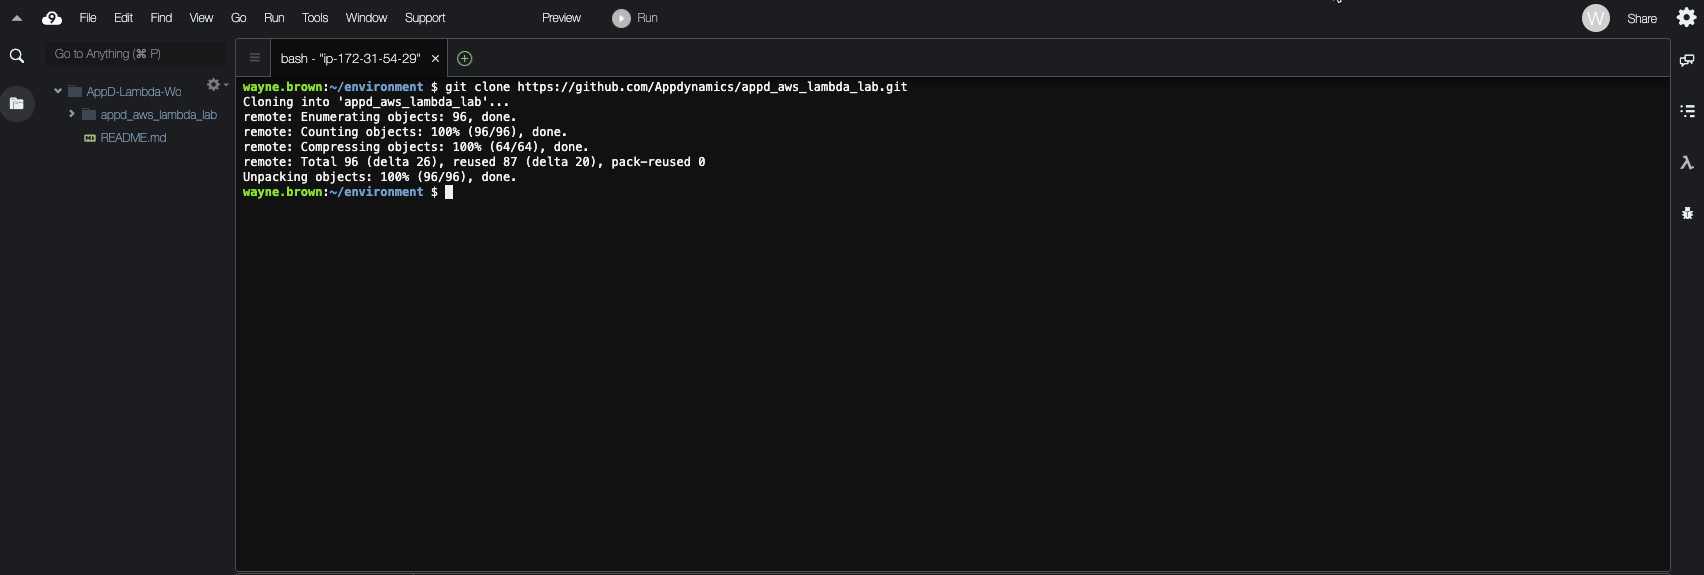 9 File Edit Find View Go Run Tools Window Support Preview Run W Share
Go to Anything (⌘ P)
bash - "ip-172-31-54-29" ×
AppD-Lambda-Wo
appd_aws_lambda_lab
README.md
wayne.brown:~/environment $ git clone https://github.com/Appdynamics/appd_aws_lambda_lab.git
Cloning into 'appd_aws_lambda_lab'...
remote: Enumerating objects: 96, done.
remote: Counting objects: 100% (96/96), done.
remote: Compressing objects: 100% (64/64), done.
remote: Total 96 (delta 26), reused 87 (delta 20), pack-reused 0
Unpacking objects: 100% (96/96), done.
wayne.brown:~/environment $